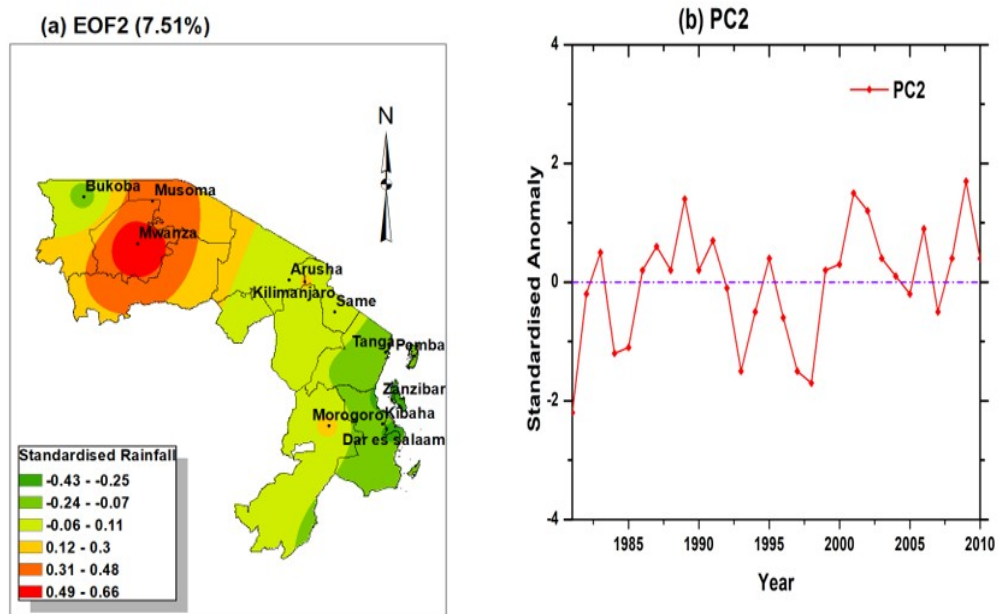 (a) EOF2 (7.51%)
N
Bukoba
Musoma
Mwanza
Arusha
Kilimanjaro
Same
Tanga
Pemba
Zanzibar
Morogoro
Kibaha
Dar es salaam
Standardised Rainfall
-0.43 - -0.25
-0.24 - -0.07
-0.06 - 0.11
0.12 - 0.3
0.31 - 0.48
0.49 - 0.66
(b) PC2
PC2
Standardised Anomaly
4
2
0
-2
-4
1985 1990 1995 2000 2005 2010
Year